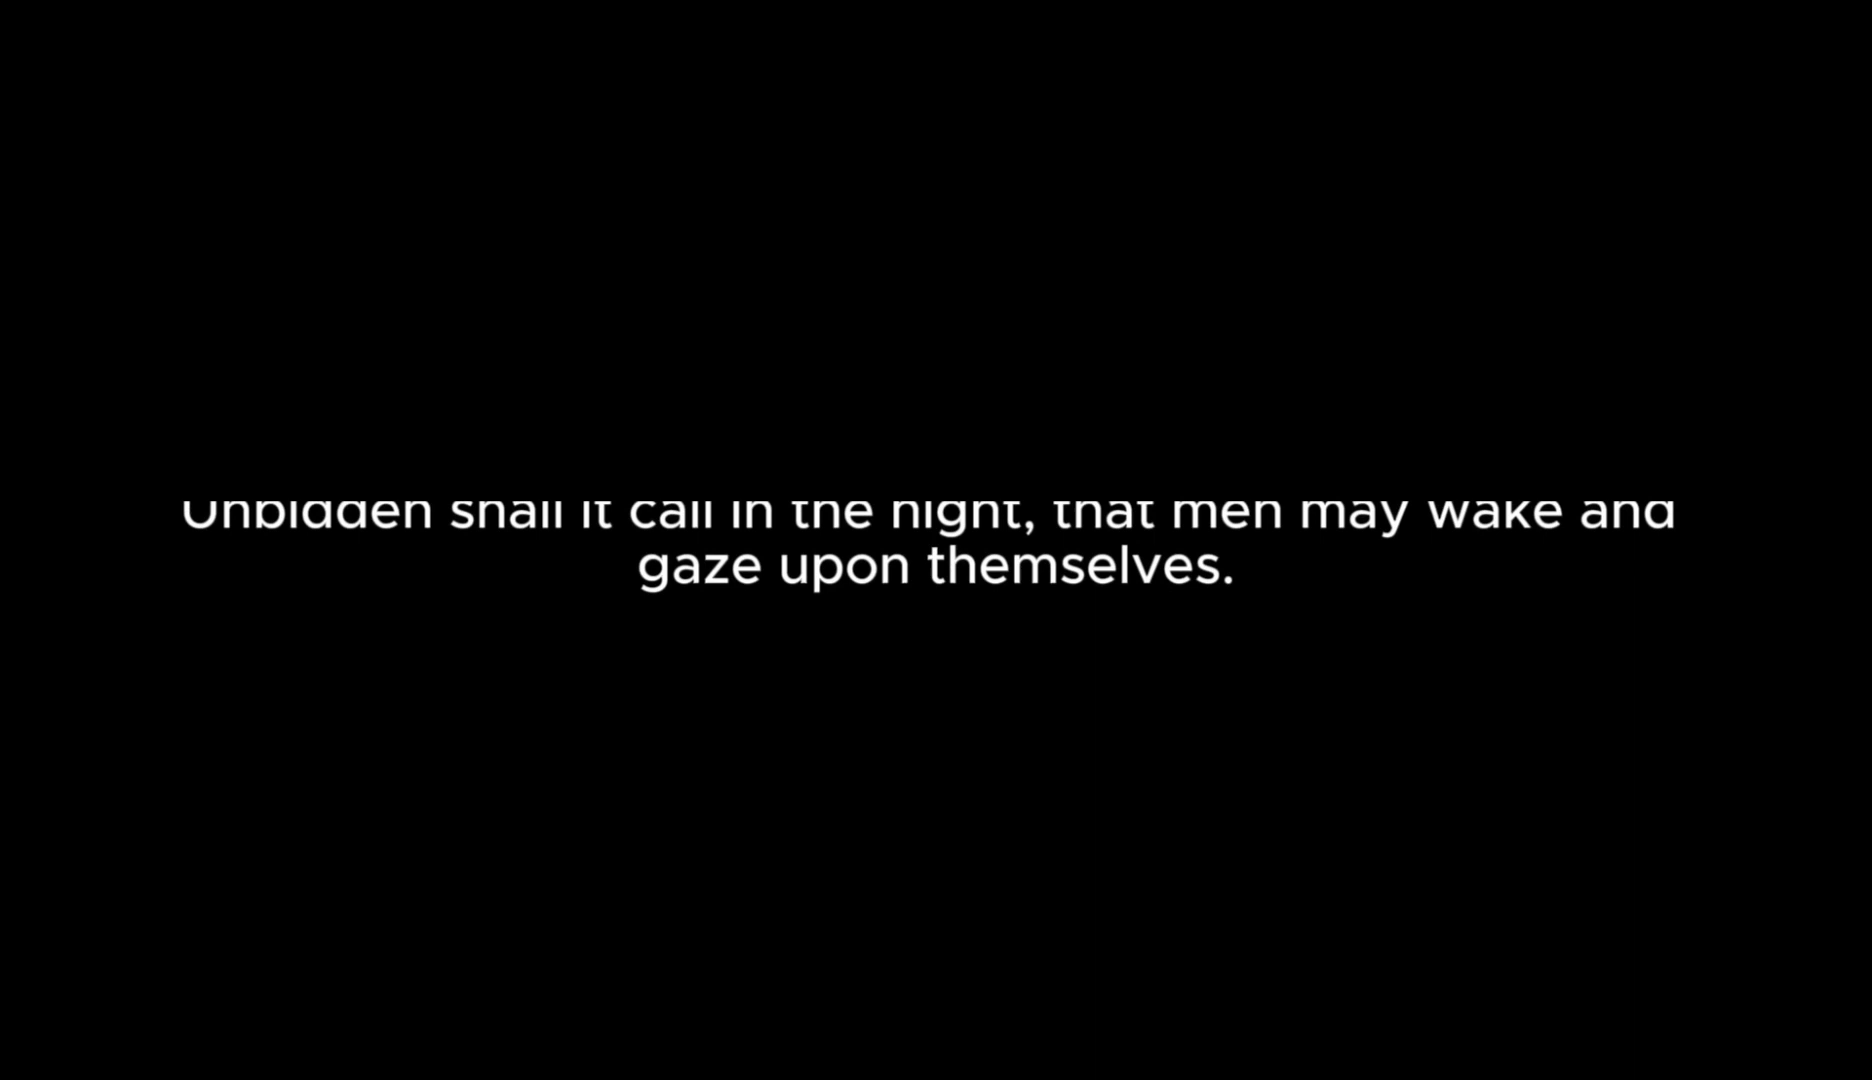 Unbidden shall it call in the night, that men may wake and
gaze upon themselves.